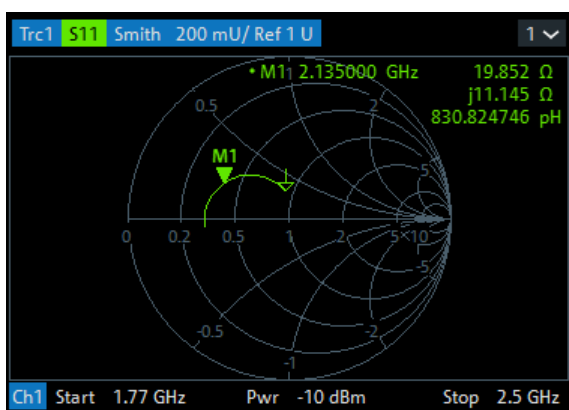 Trc1 S11 Smith 200 mU/ Ref 1 U 1
• M1 2.135000 GHz 19.852 Ω
j11.145 Ω
830.824746 pH
1
0.5 2
M1
5
0 0.2 0.5 1 2 5 10
-5
-0.5 -2
-1
Ch1 Start 1.77 GHz Pwr -10 dBm Stop 2.5 GHz